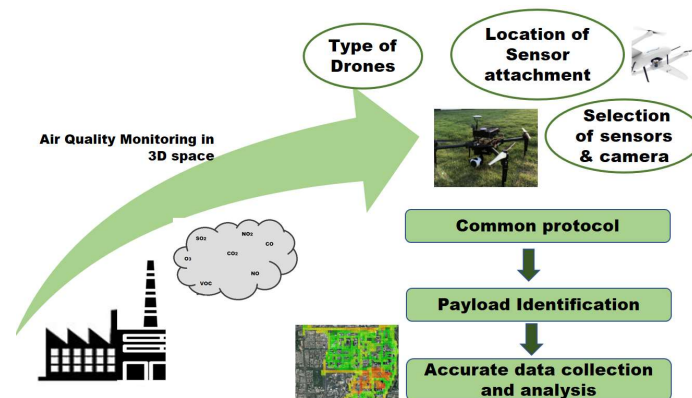 Type of
Drones
Location of
Sensor
attachment
Air Quality Monitoring in
3D space
Selection
of sensors
& camera
SO2
NO2
CO
O3
CO2
VOC
NO
Common protocol
Payload Identification
Accurate data collection
and analysis